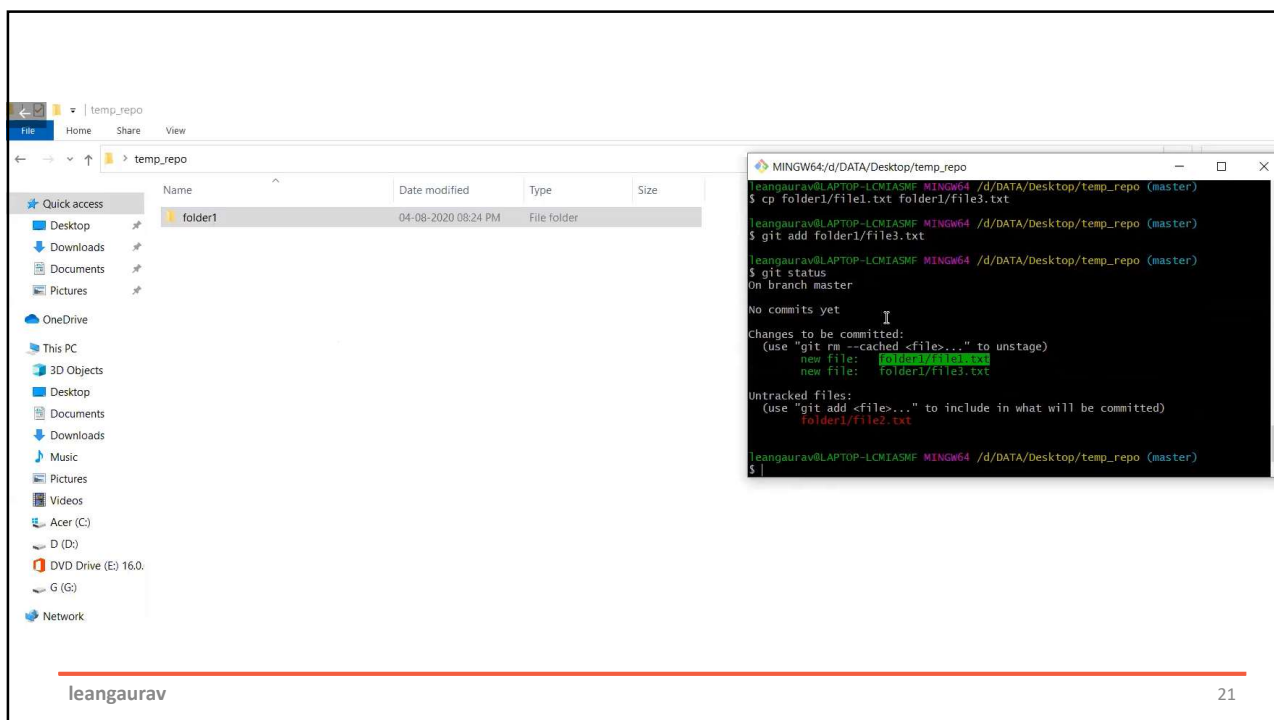 temp_repo
File Home Share View
temp_repo
Name Date modified Type Size
folder1 04-08-2020 08:24 PM File folder
Quick access
Desktop
Downloads
Documents
Pictures
OneDrive
This PC
3D Objects
Desktop
Documents
Downloads
Music
Pictures
Videos
Acer (C:)
D (D:)
DVD Drive (E:) 16.0.
G (G:)
Network
MINGW64:/d/DATA/Desktop/temp_repo
leangaurav@LAPTOP-LCMIASMF MINGW64 /d/DATA/Desktop/temp_repo (master)
$ cp folder1/file1.txt folder1/file3.txt
leangaurav@LAPTOP-LCMIASMF MINGW64 /d/DATA/Desktop/temp_repo (master)
$ git add folder1/file3.txt
leangaurav@LAPTOP-LCMIASMF MINGW64 /d/DATA/Desktop/temp_repo (master)
$ git status
On branch master
No commits yet
Changes to be committed:
(use "git rm --cached <file>..." to unstage)
new file: folder1/file1.txt
new file: folder1/file3.txt
Untracked files:
(use "git add <file>..." to include in what will be committed)
folder1/file2.txt
leangaurav@LAPTOP-LCMIASMF MINGW64 /d/DATA/Desktop/temp_repo (master)
$
leangaurav 21